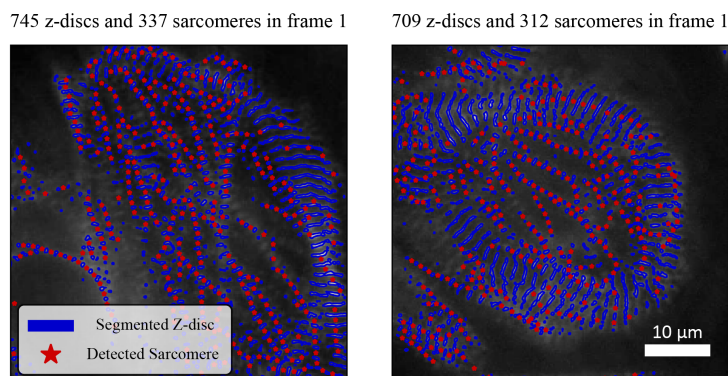 745 z-discs and 337 sarcomeres in frame 1
709 z-discs and 312 sarcomeres in frame 1
Segmented Z-disc
Detected Sarcomere
10 μm